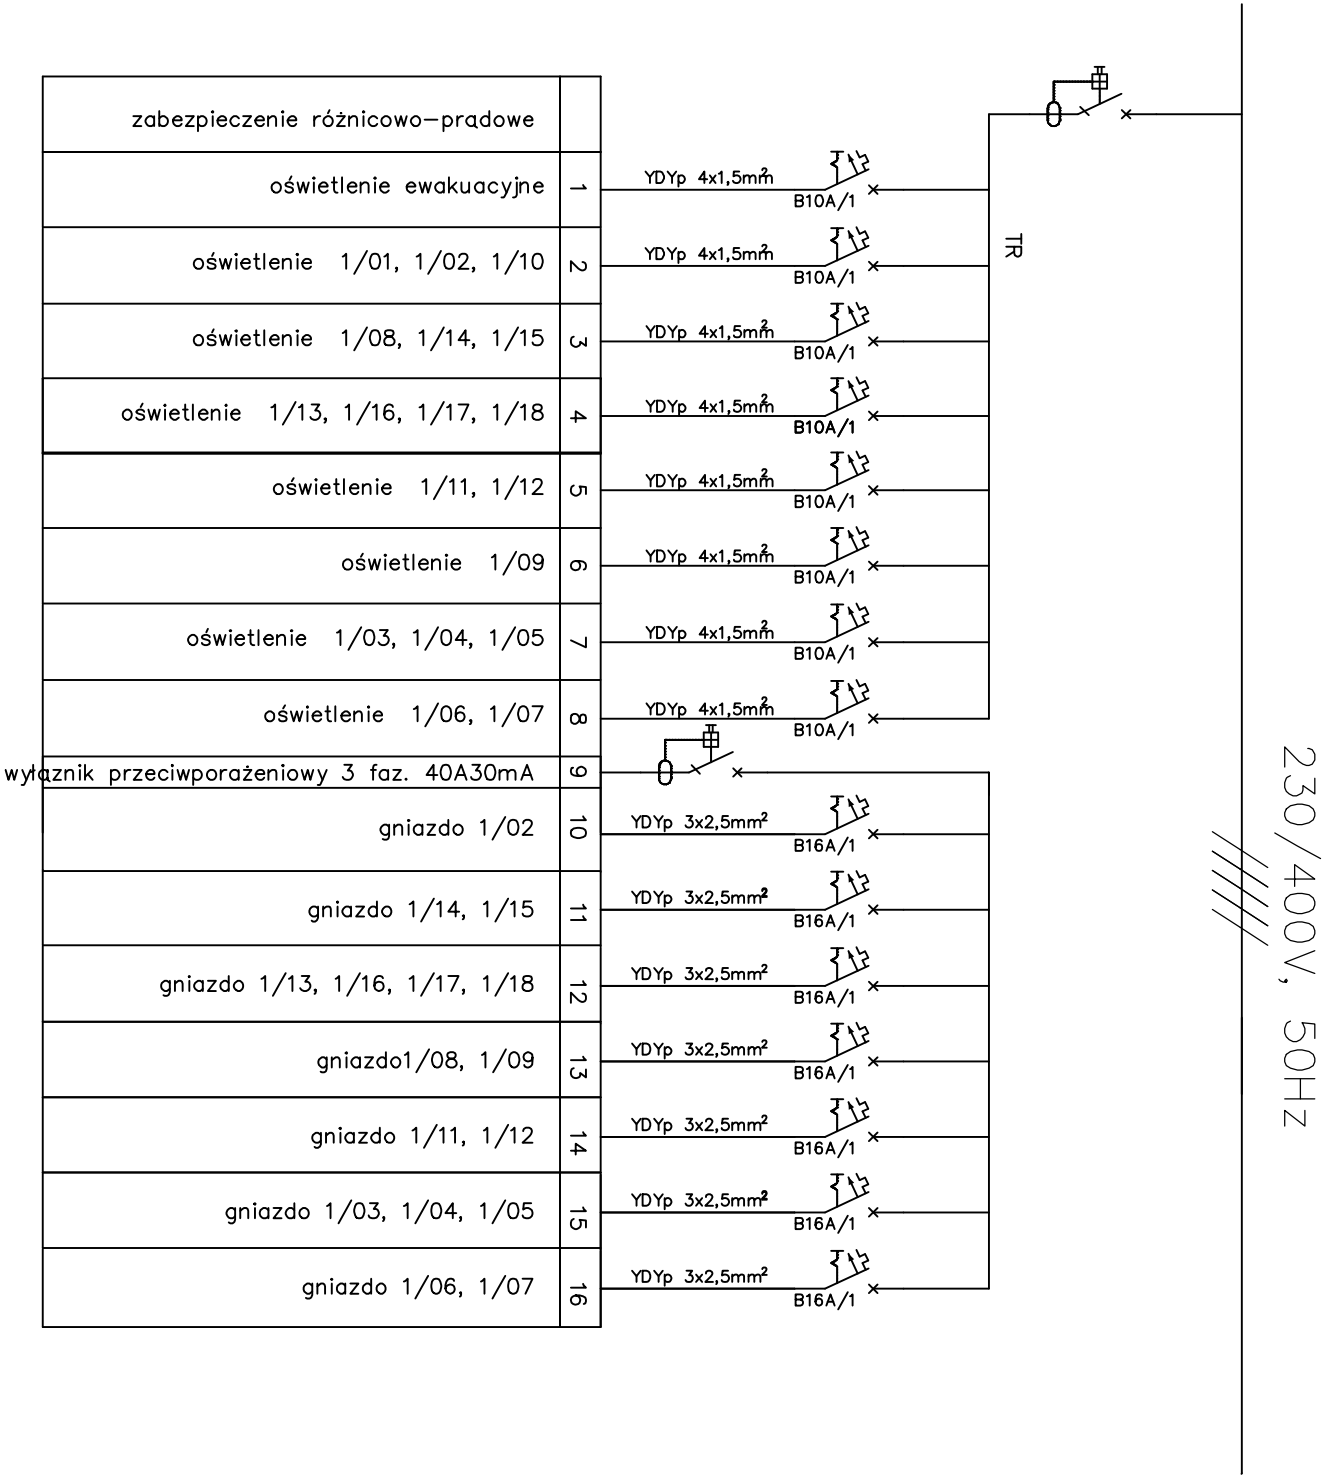 zabezpieczenie różnicowo-prądowe
oświetlenie ewakuacyjne 1 YDYp 4x1,5mm² B10A/1
TR
oświetlenie 1/01, 1/02, 1/10 2 YDYp 4x1,5mm² B10A/1
oświetlenie 1/08, 1/14, 1/15 3 YDYp 4x1,5mm² B10A/1
oświetlenie 1/13, 1/16, 1/17, 1/18 4 YDYp 4x1,5mm² B10A/1
oświetlenie 1/11, 1/12 5 YDYp 4x1,5mm² B10A/1
oświetlenie 1/09 6 YDYp 4x1,5mm² B10A/1
oświetlenie 1/03, 1/04, 1/05 7 YDYp 4x1,5mm² B10A/1
oświetlenie 1/06, 1/07 8 YDYp 4x1,5mm² B10A/1
wyłąznik przeciwporażeniowy 3 faz. 40A30mA 9
gniazdo 1/02 10 YDYp 3x2,5mm² B16A/1
gniazdo 1/14, 1/15 11 YDYp 3x2,5mm² B16A/1
gniazdo 1/13, 1/16, 1/17, 1/18 12 YDYp 3x2,5mm² B16A/1
gniazdo1/08, 1/09 13 YDYp 3x2,5mm² B16A/1
gniazdo 1/11, 1/12 14 YDYp 3x2,5mm² B16A/1
gniazdo 1/03, 1/04, 1/05 15 YDYp 3x2,5mm² B16A/1
gniazdo 1/06, 1/07 16 YDYp 3x2,5mm² B16A/1
230/400V, 50Hz